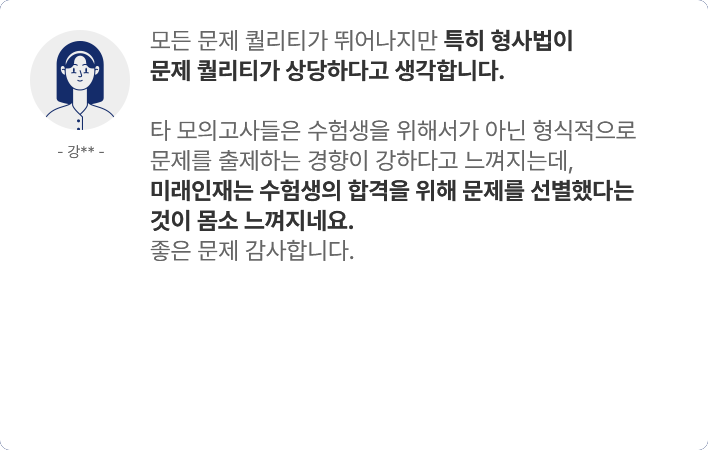 모든 문제 퀄리티가 뛰어나지만 특히 형사법이
문제 퀄리티가 상당하다고 생각합니다.
타 모의고사들은 수험생을 위해서가 아닌 형식적으로
문제를 출제하는 경향이 강하다고 느껴지는데,
미래인재는 수험생의 합격을 위해 문제를 선별했다는
것이 몸소 느껴지네요.
좋은 문제 감사합니다.
- 강** -